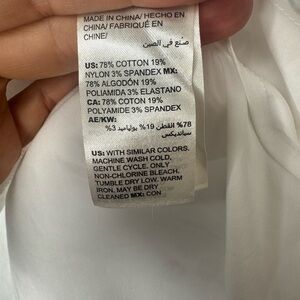 MADE IN CHINA/ HECHO EN
CHINA/ FABRIQUÉ EN
CHINE/
صنع في الصين
US: 78% COTTON 19%
NYLON 3% SPANDEX MX:
78% ALGODÓN 19%
POLIAMIDA 3% ELASTANO
CA: 78% COTON 19%
POLYAMIDE 3% SPANDEX
AE/KW:
78% القطن 19% بولياميد 3%
سباندیکس
US: WITH SIMILAR COLORS.
MACHINE WASH COLD,
GENTLE CYCLE. ONLY
NON-CHLORINE BLEACH.
TUMBLE DRY LOW. WARM
IRON. MAY BE DRY
CLEANED MX: CON